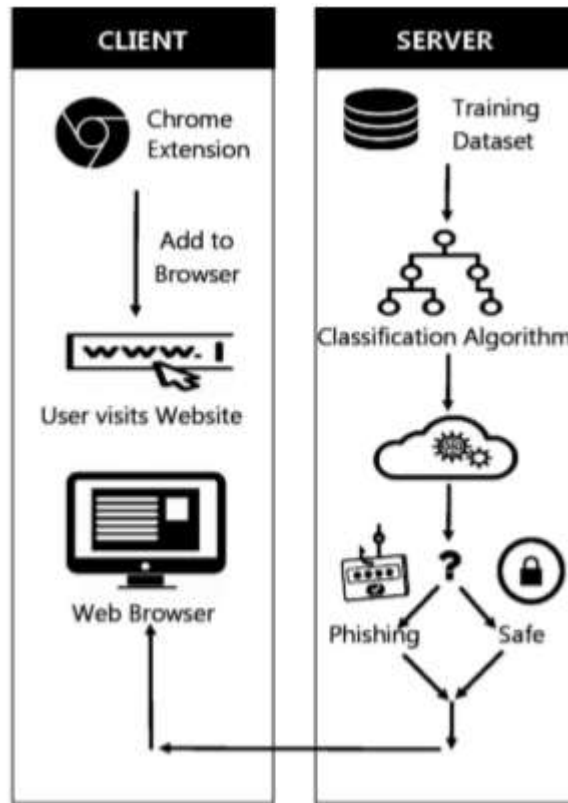 CLIENT
Chrome
Extension
Add to
Browser
www.
User visits Website
Web Browser
SERVER
Training
Dataset
Classification Algorithm
?
Phishing
Safe